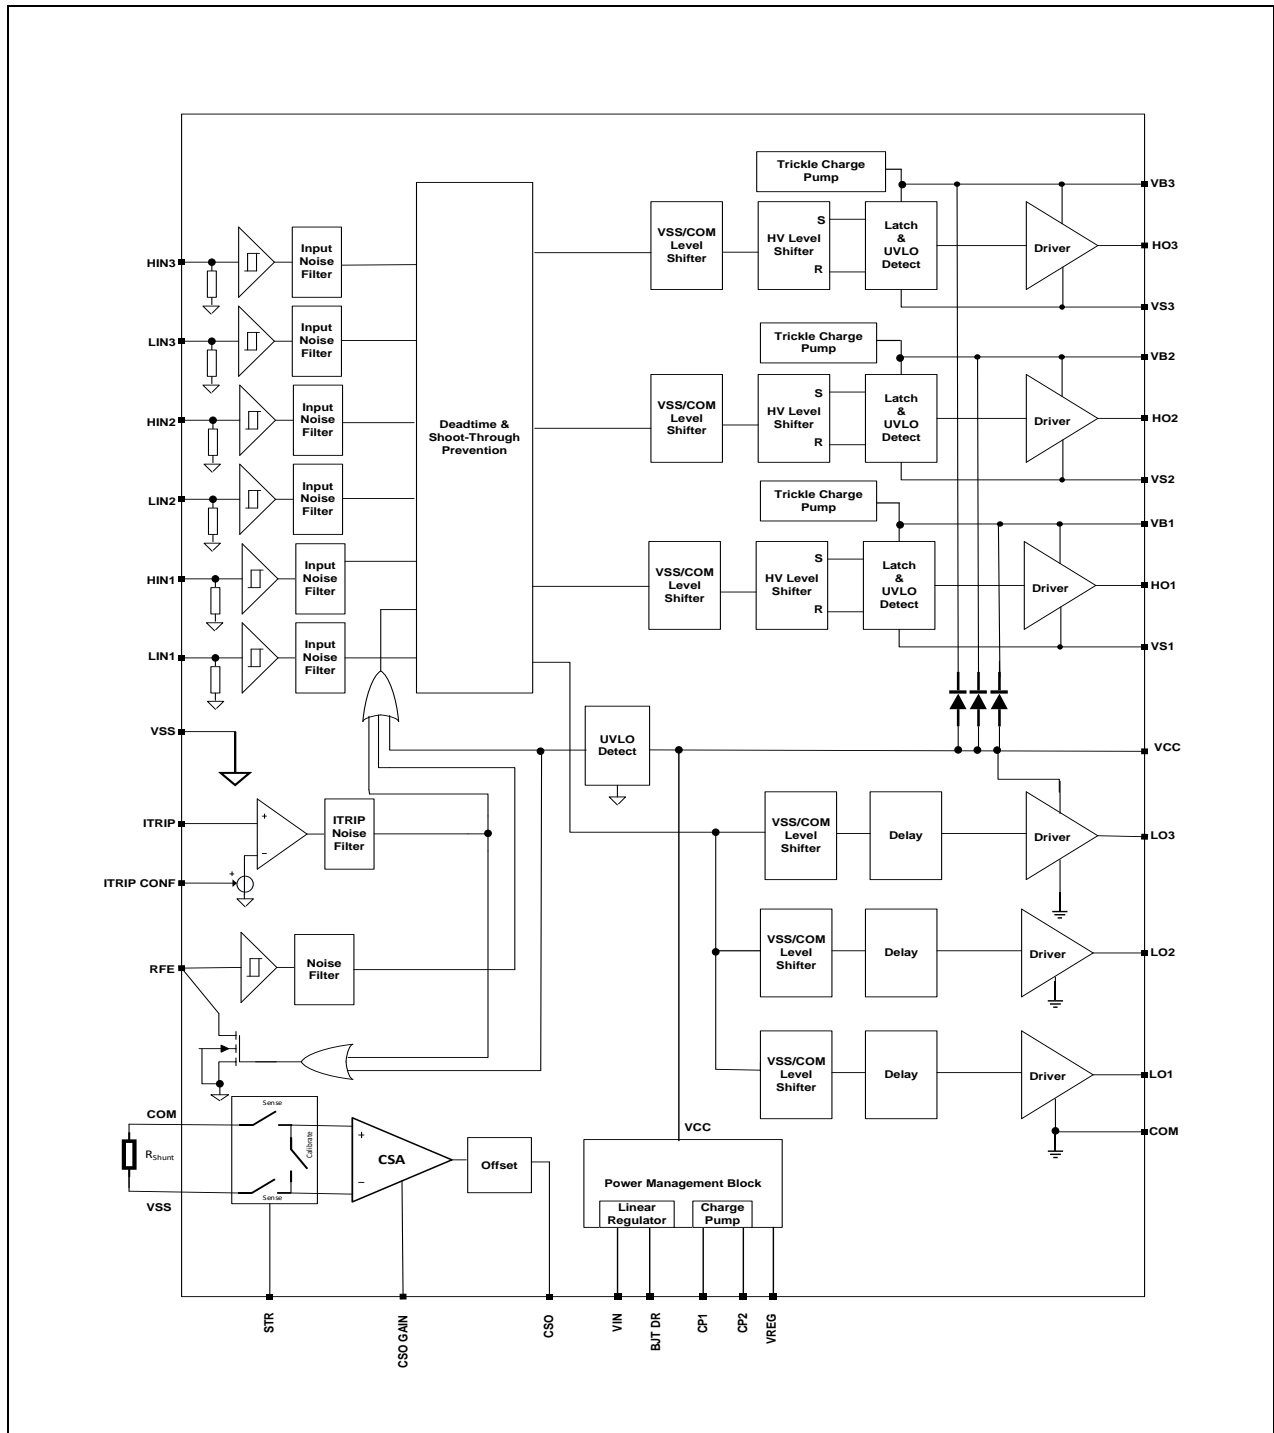 Trickle Charge
Pump
VB3
HIN3
Input
Noise
Filter
VSS/COM
Level
Shifter
S
HV Level
Shifter
R
Latch
&
UVLO
Detect
Driver
HO3
VS3
LIN3
Input
Noise
Filter
Trickle Charge
Pump
VB2
HIN2
Input
Noise
Filter
Deadtime &
Shoot-Through
Prevention
VSS/COM
Level
Shifter
S
HV Level
Shifter
R
Latch
&
UVLO
Detect
Driver
HO2
VS2
LIN2
Input
Noise
Filter
Trickle Charge
Pump
VB1
HIN1
Input
Noise
Filter
VSS/COM
Level
Shifter
S
HV Level
Shifter
R
Latch
&
UVLO
Detect
Driver
HO1
VS1
LIN1
Input
Noise
Filter
VSS
UVLO
Detect
VCC
ITRIP
+
−
ITRIP
Noise
Filter
VSS/COM
Level
Shifter
Delay
Driver
LO3
ITRIP CONF
+
RFE
Noise
Filter
VSS/COM
Level
Shifter
Delay
Driver
LO2
VSS/COM
Level
Shifter
Delay
Driver
LO1
COM
COM
RShunt
VSS
Sense
Calibrate
Sense
+
−
CSA
Offset
VCC
Power Management Block
Linear
Regulator
Charge
Pump
STR
CSO GAIN
CSO
VIN
BJT DR
CP1
CP2
VREG